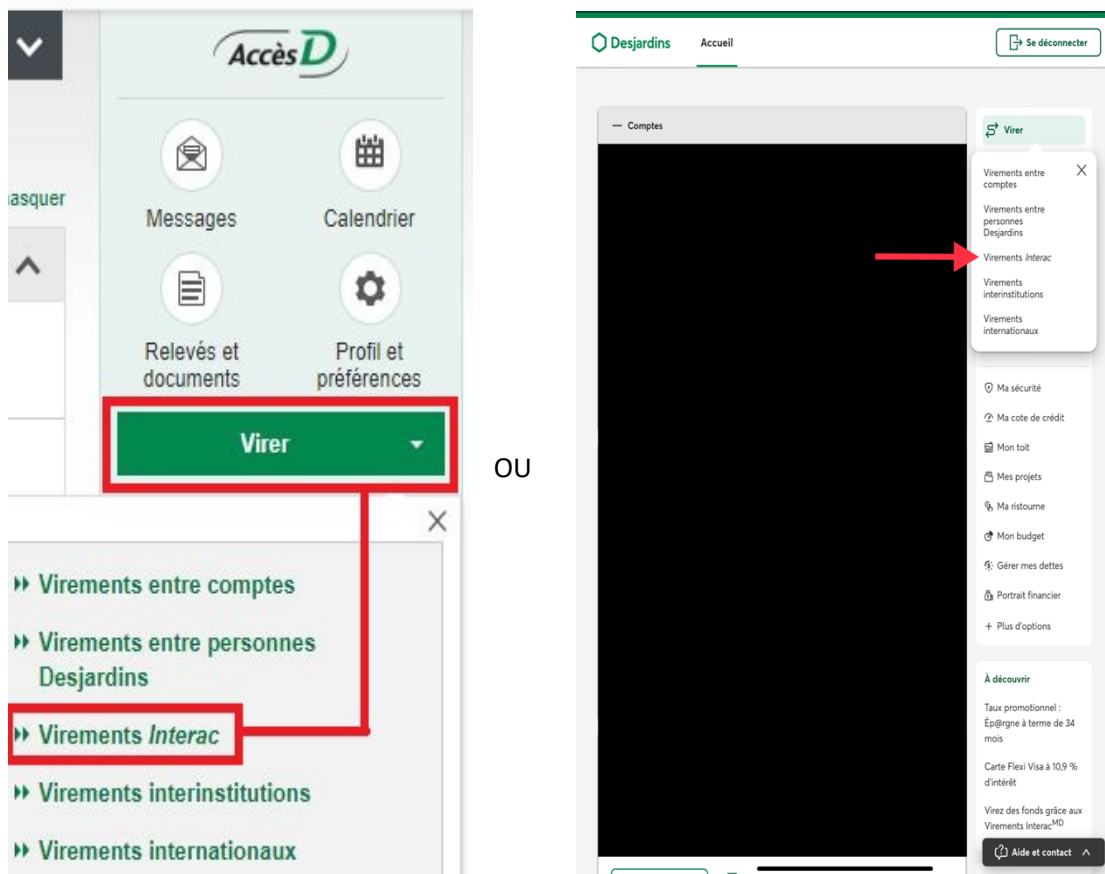 AccèsD
Messages
Calendrier
asquer
Relevés et
documents
Profil et
préférences
Virer
Virements entre comptes
Virements entre personnes
Desjardins
Virements Interac
Virements interinstitutions
Virements internationaux
OU
Desjardins
Accueil
Se déconnecter
Comptes
Virer
Virements entre
comptes
Virements entre
personnes
Desjardins
Virements Interac
Virements
interinstitutions
Virements
internationaux
Ma sécurité
Ma cote de crédit
Mon toit
Mes projets
Ma ristourne
Mon budget
Gérer mes dettes
Portrait financier
+ Plus d'options
À découvrir
Taux promotionnel :
Ép@rgne à terme de 34
mois
Carte Flexi Visa à 10,9 %
d'intérêt
Virez des fonds grâce aux
Virements Interac^MD
Aide et contact